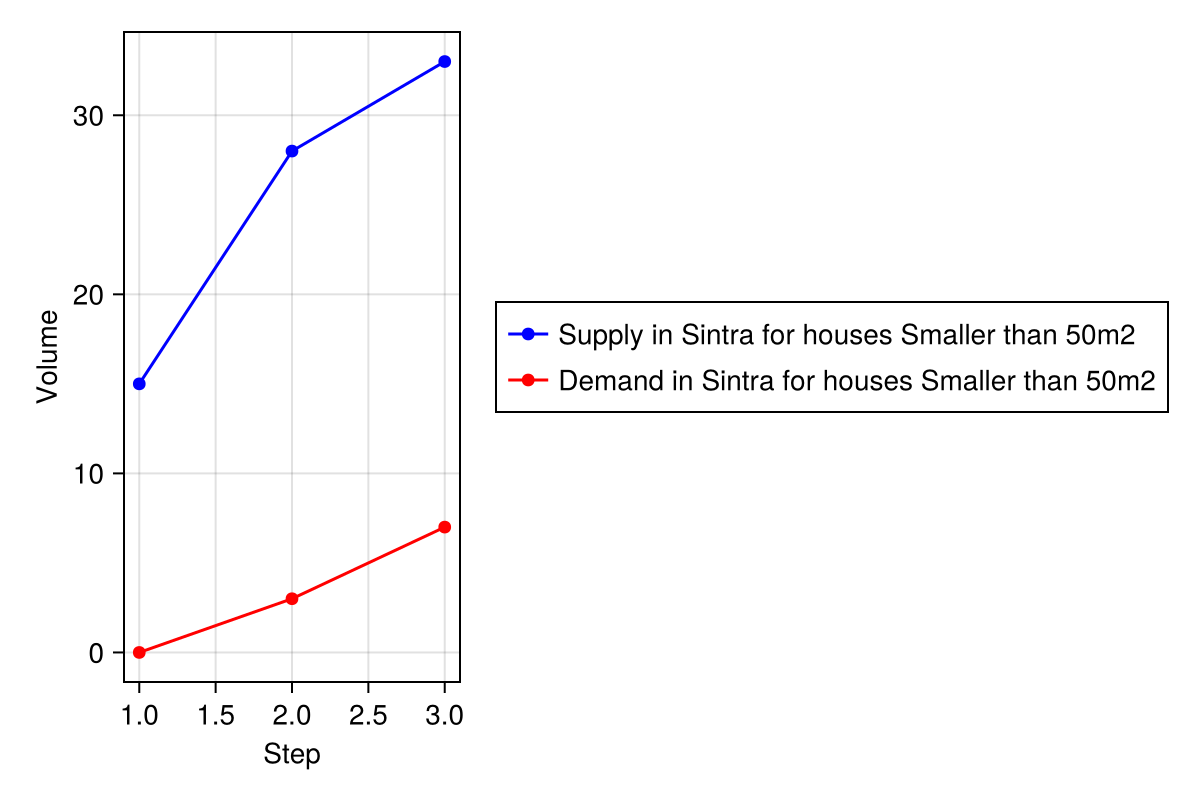 30
20
10
0
Volume
1.0 1.5 2.0 2.5 3.0
Step
Supply in Sintra for houses Smaller than 50m2
Demand in Sintra for houses Smaller than 50m2